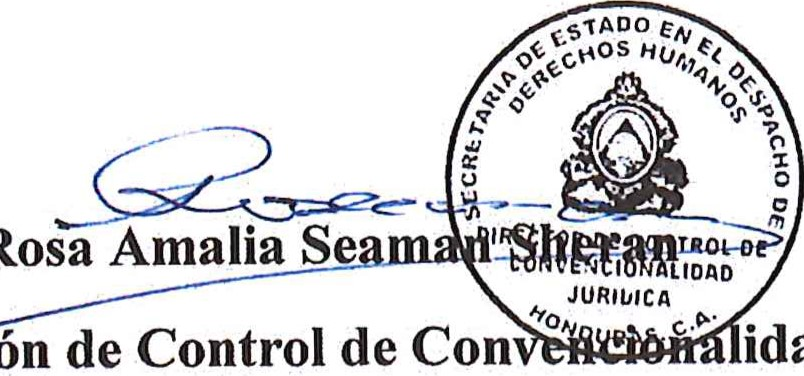 SECRETARIA DE ESTADO EN EL DESPACHO DE
DERECHOS HUMANOS
Rosa Amalia Seaman Sheran
CONTROL DE
CONVENCIONALIDAD
JURIDICA
HONDURAS, C.A.
ón de Control de Convencionalida